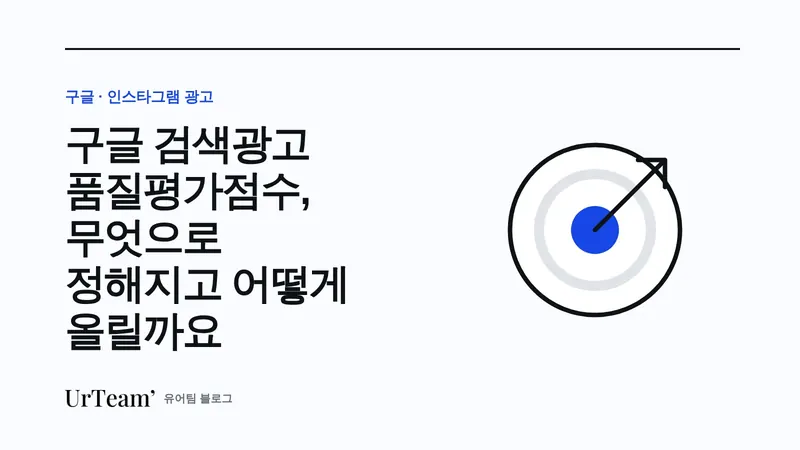 구글 · 인스타그램 광고
구글 검색광고
품질평가점수,
무엇으로
정해지고 어떻게
올릴까요
UrTeam’ 유어팀 블로그